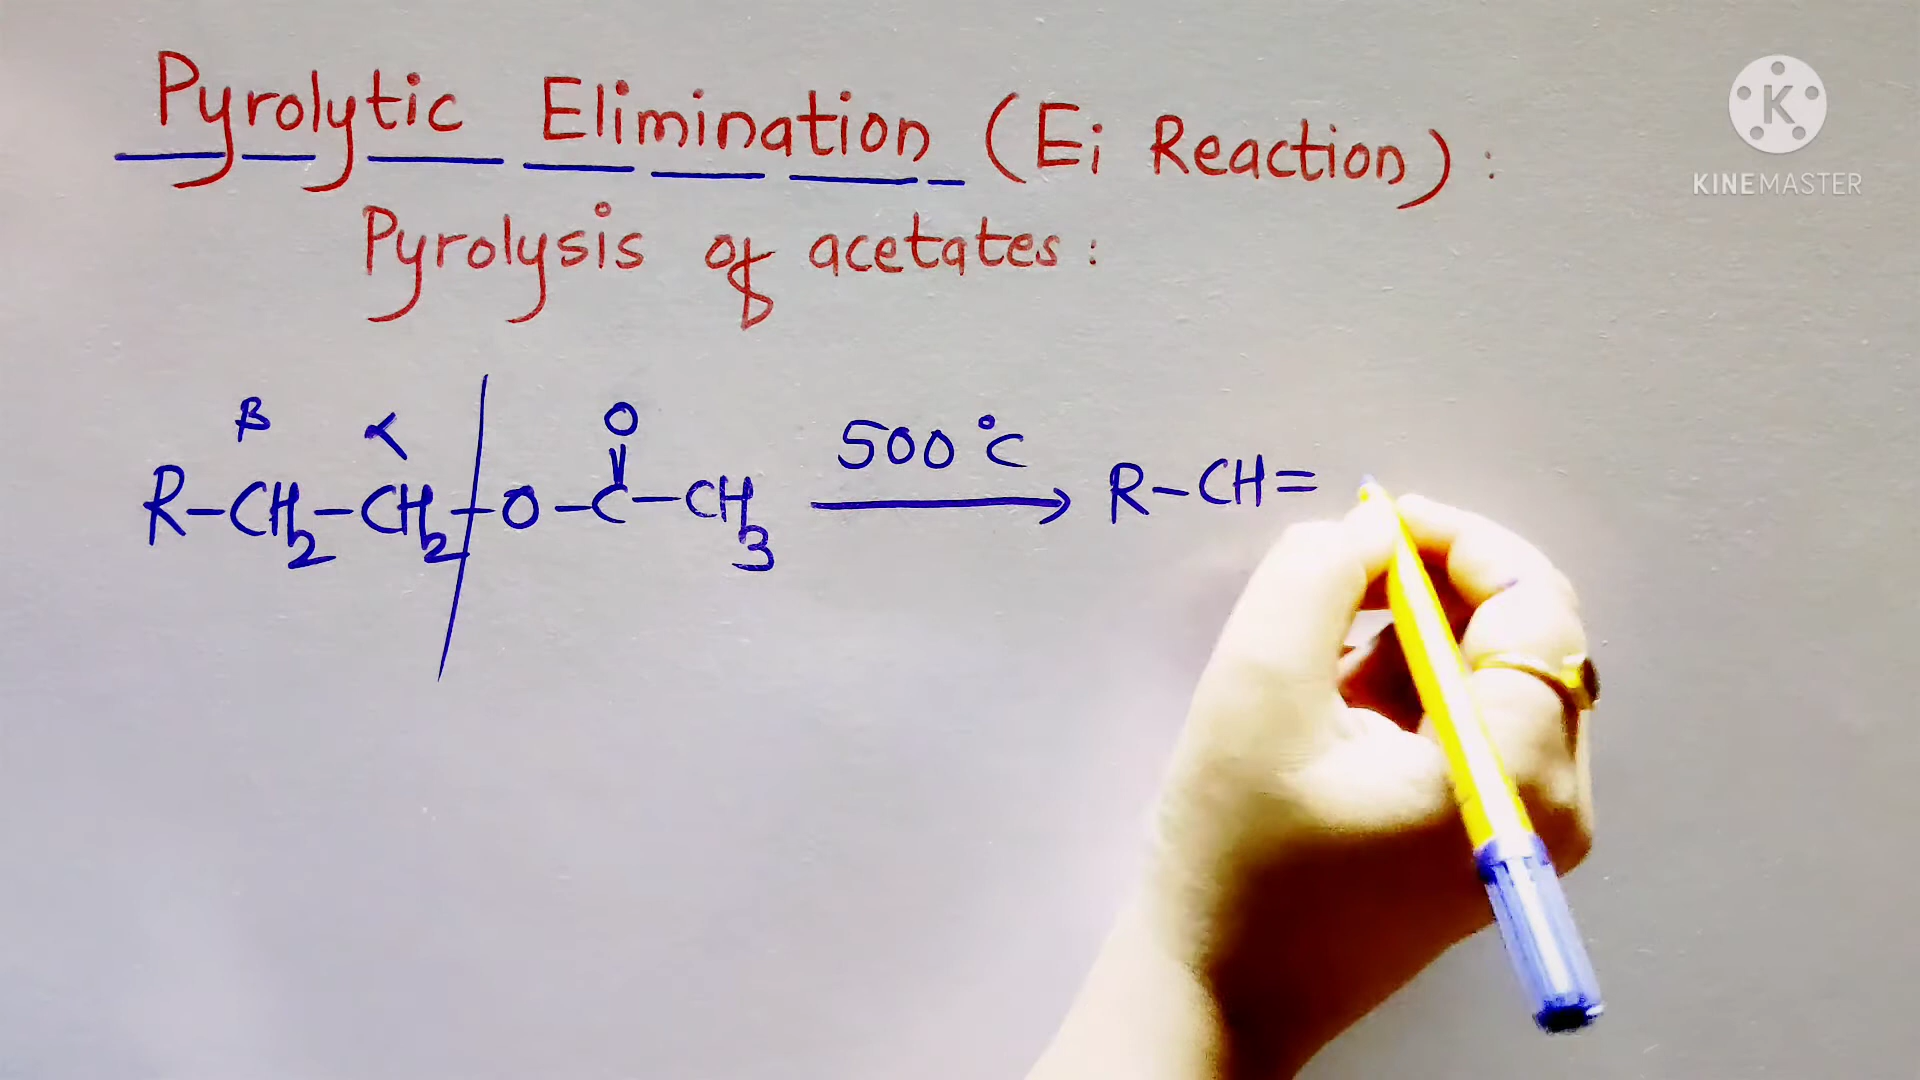 Pyrolytic Elimination (Ei Reaction) :
K
KINEMASTER
Pyrolysis of acetates :
β α
O
500°C
R-CH₂-CH₂-O-C-CH₃ → R-CH=